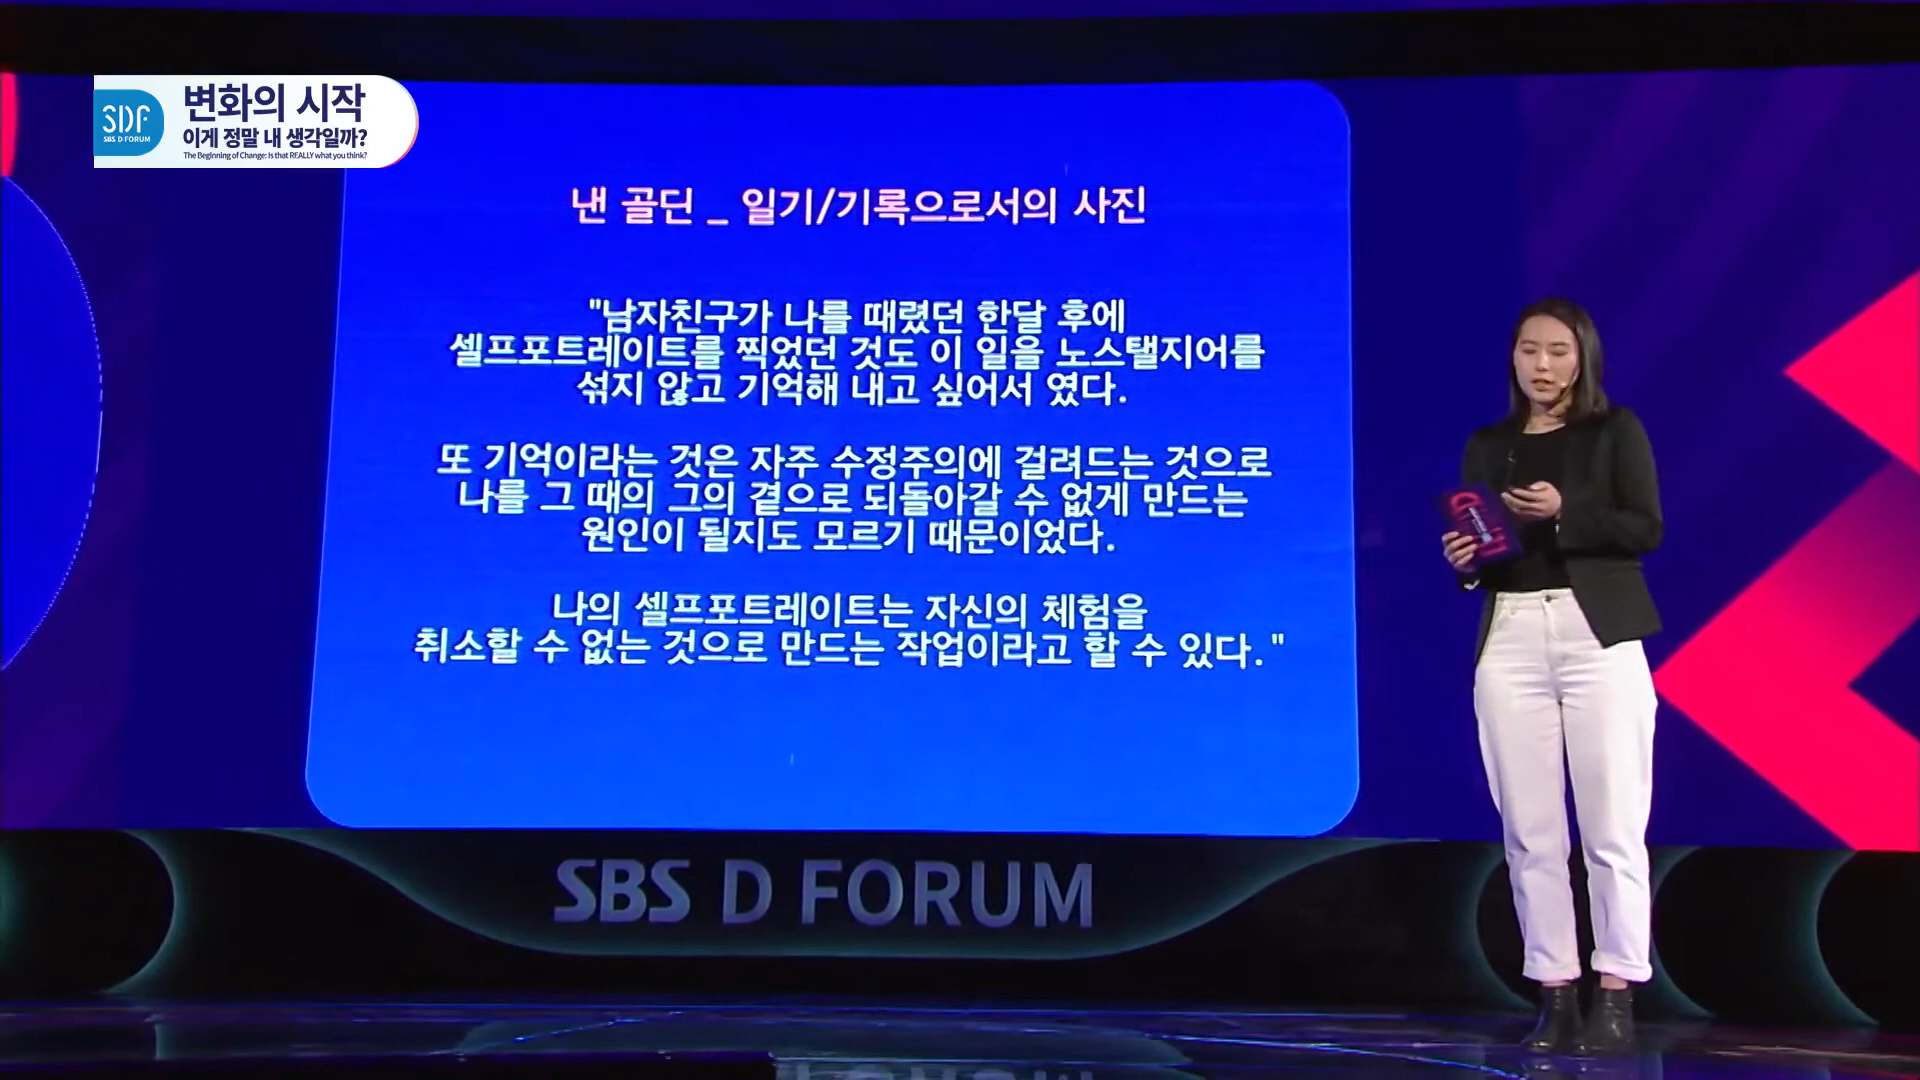 SDF
SBS D FORUM
변화의 시작
이게 정말 내 생각일까?
The Beginning of Change: Is that REALLY what you think?
낸 골딘 _ 일기/기록으로서의 사진
"남자친구가 나를 때렸던 한달 후에
셀프포트레이트를 찍었던 것도 이 일을 노스탤지어를
섞지 않고 기억해 내고 싶어서 였다.
또 기억이라는 것은 자주 수정주의에 걸려드는 것으로
나를 그 때의 그의 곁으로 되돌아갈 수 없게 만드는
원인이 될지도 모르기 때문이었다.
나의 셀프포트레이트는 자신의 체험을
취소할 수 없는 것으로 만드는 작업이라고 할 수 있다."
SBS D FORUM